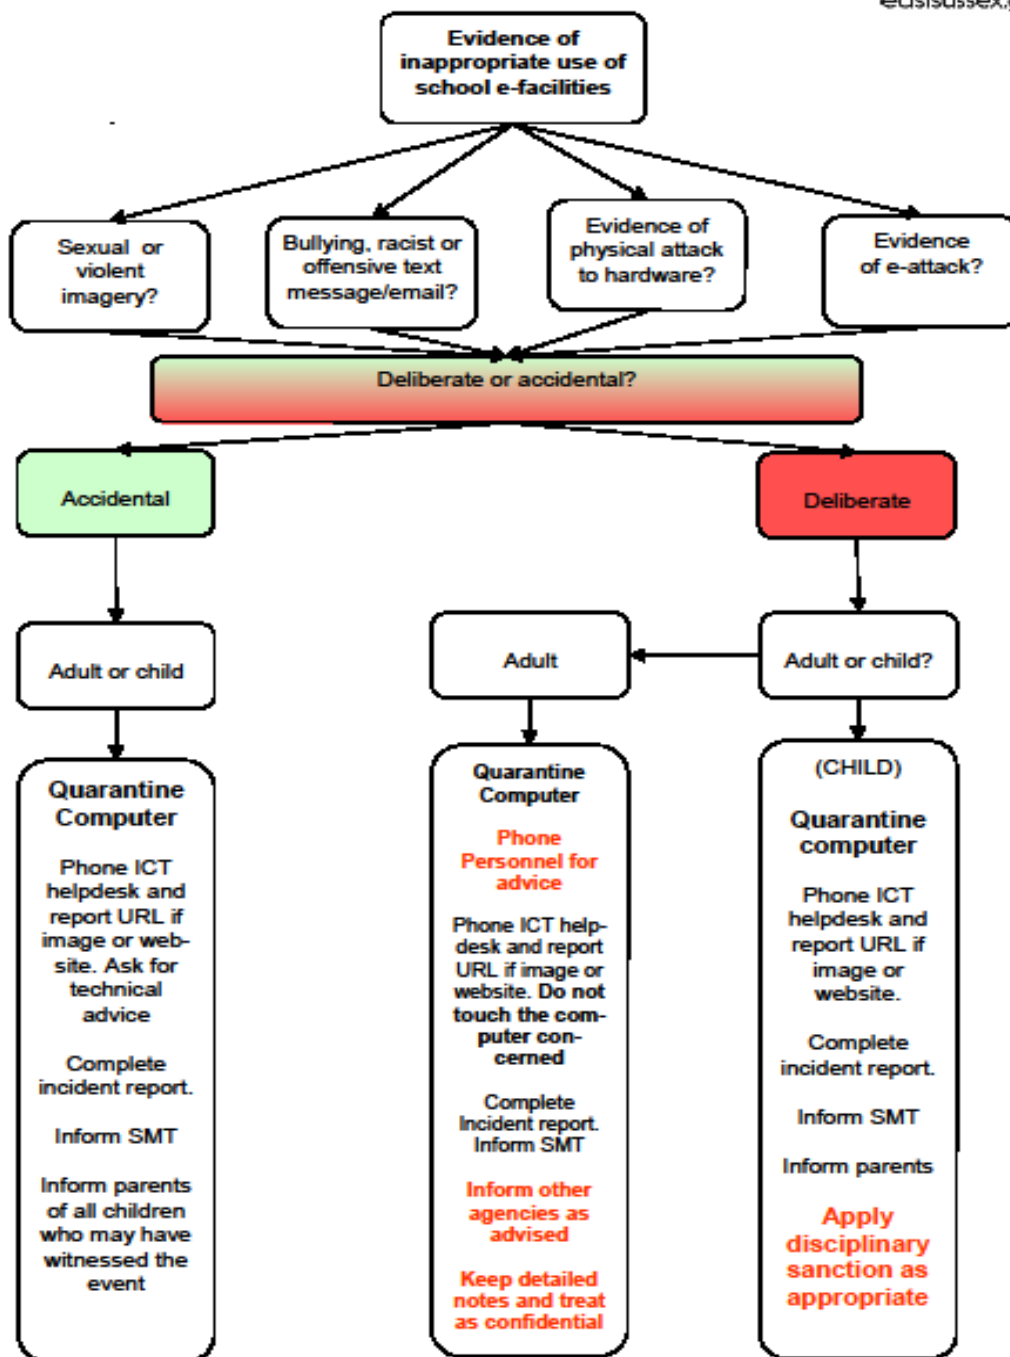 Evidence of
inappropriate use of
school e-facilities
Sexual or
violent
imagery?
Bullying, racist or
offensive text
message/email?
Evidence of
physical attack
to hardware?
Evidence
of e-attack?
Deliberate or accidental?
Accidental
Deliberate
Adult or child
Adult
Adult or child?
Quarantine
Computer
Phone ICT
helpdesk and
report URL if
image or web-
site. Ask for
technical
advice
Complete
incident report.
Inform SMT
Inform parents
of all children
who may have
witnessed the
event
Quarantine
Computer
Phone
Personnel for
advice
Phone ICT help-
desk and report
URL if image or
website. Do not
touch the com-
puter con-
cerned
Complete
Incident report.
Inform SMT
Inform other
agencies as
advised
Keep detailed
notes and treat
as confidential
(CHILD)
Quarantine
computer
Phone ICT
helpdesk and
report URL if
image or
website.
Complete
incident report.
Inform SMT
Inform parents
Apply
disciplinary
sanction as
appropriate